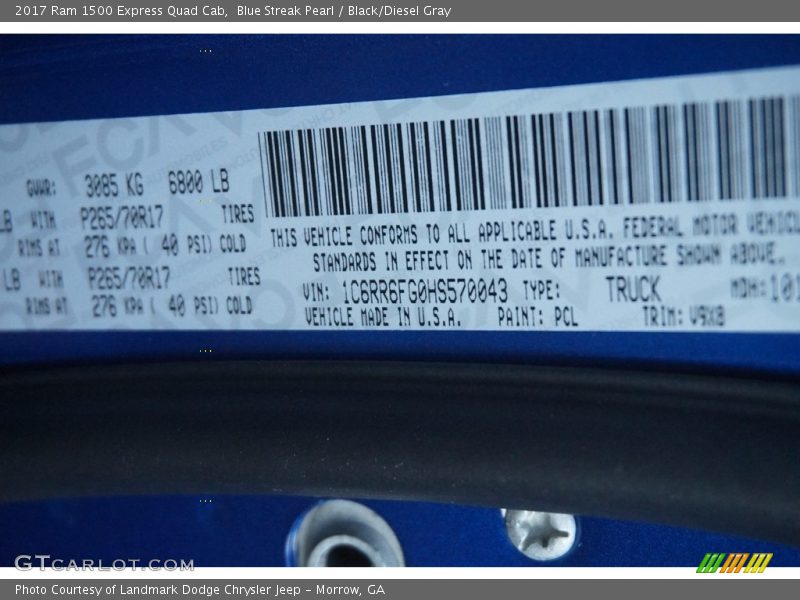 2017 Ram 1500 Express Quad Cab,  Blue Streak Pearl / Black/Diesel Gray
GVWR: 3085 KG 6800 LB
LB WITH P265/70R17 TIRES
RIMS AT 276 KPA ( 40 PSI) COLD
LB WITH P265/70R17 TIRES
RIMS AT 276 KPA ( 40 PSI) COLD
THIS VEHICLE CONFORMS TO ALL APPLICABLE U.S.A. FEDERAL MOTOR VEHICL
STANDARDS IN EFFECT ON THE DATE OF MANUFACTURE SHOWN ABOVE.
VIN: 1C6RR6FG0HS570043 TYPE: TRUCK MDH: 101
VEHICLE MADE IN U.S.A. PAINT: PCL TRIM: V9X8
GTcarlot.com
Photo Courtesy of Landmark Dodge Chrysler Jeep - Morrow, GA